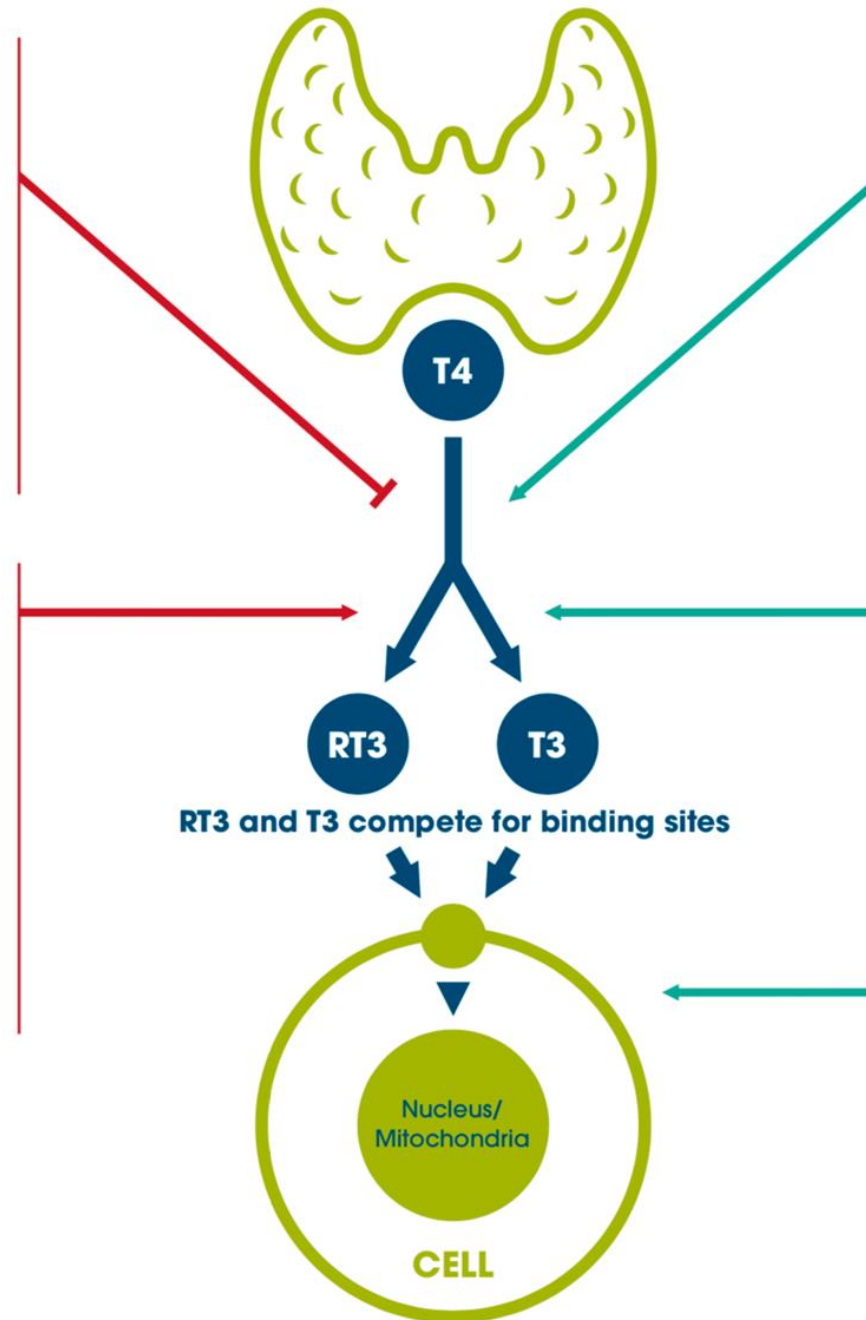 T4
RT3
T3
RT3 and T3 compete for binding sites
Nucleus/
Mitochondria
CELL